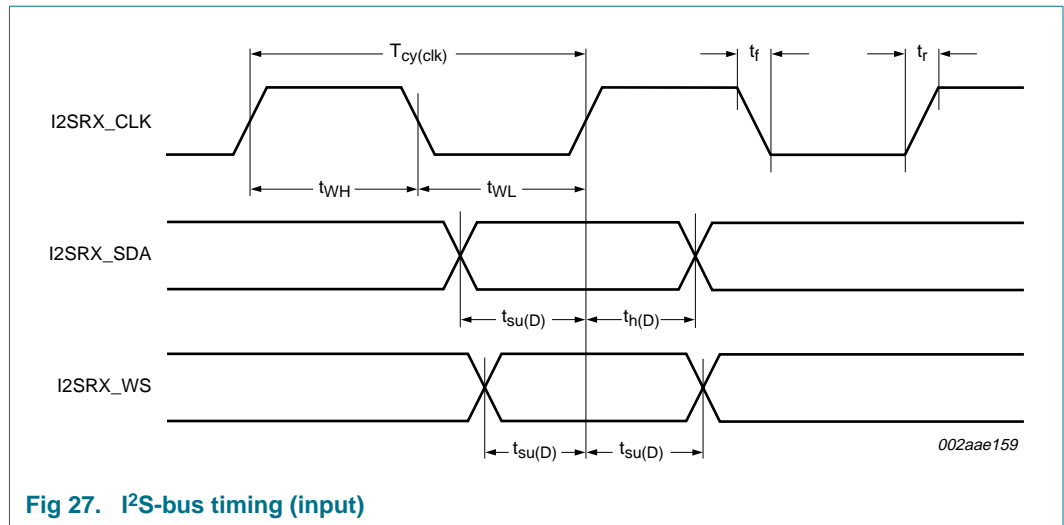 T cy(clk)
tf
tr
I2SRX_CLK
tWH
tWL
I2SRX_SDA
tsu(D)
th(D)
I2SRX_WS
tsu(D)
tsu(D)
002aae159
Fig 27. I2S-bus timing (input)